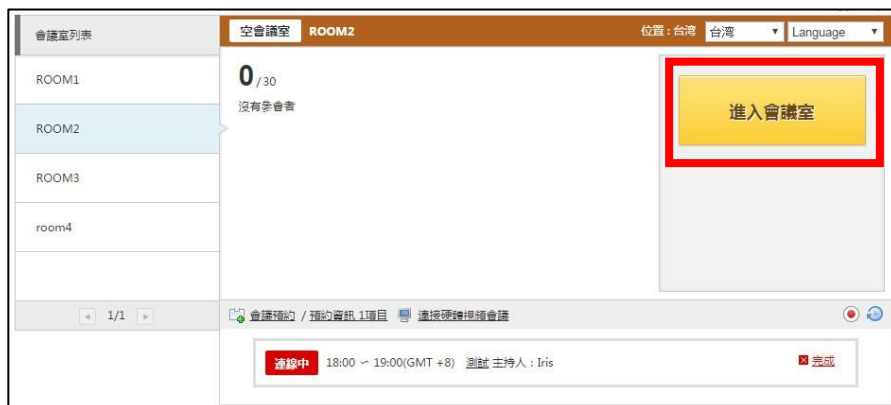 會議室列表
空會議室 ROOM2 位置:台湾 台湾 Language
ROOM1
ROOM2
ROOM3
room4
1/1
0/30
沒有參會者
進入會議室
會議預約 / 預約資訊 1項目 連接硬體視頻會議
連線中 18:00 ~ 19:00(GMT +8) 測試 主持人 : Iris 完成